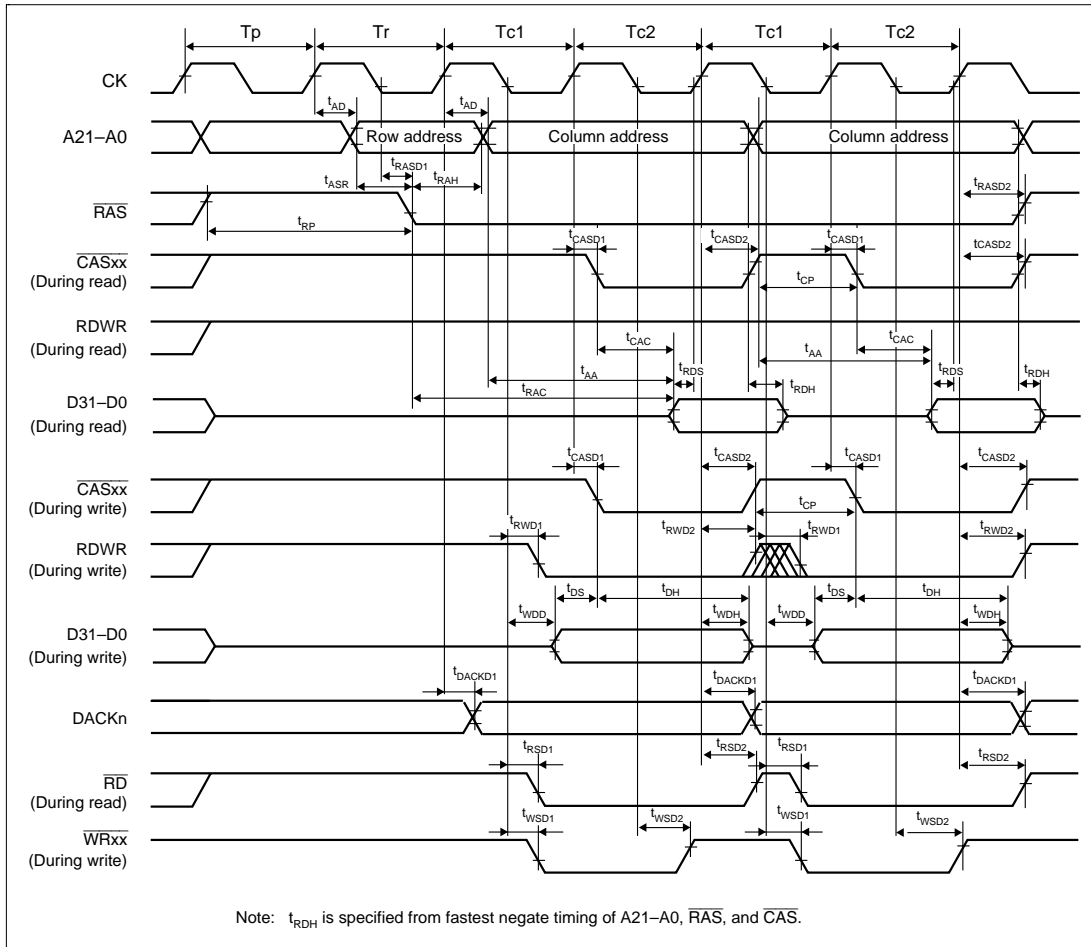 Tp Tr Tc1 Tc2 Tc1 Tc2
CK
tAD tAD
A21–A0 Row address Column address Column address
tRASD1
tASR tRAH tRASD2
RAS
tRP
tCASD1 tCASD2 tCASD1 tCASD2
CASxx
(During read) tCP
RDWR
(During read) tCAC tCAC
tAA tRDS tAA tRDS tRDH
tRAC tRDH
D31–D0
(During read)
tCASD1 tCASD2 tCASD1 tCASD2
CASxx
(During write) tCP
tRWD1 tRWD2 tRWD1 tRWD2
RDWR
(During write)
tDS tDH tDS tDH
tWDD tWDH tWDD tWDH
D31–D0
(During write)
tDACKD1 tDACKD1 tDACKD1
DACKn
tRSD1 tRSD2 tRSD1 tRSD2
RD
(During read)
tWSD1 tWSD2 tWSD1 tWSD2
WRxx
(During write)
Note: tRDH is specified from fastest negate timing of A21–A0, RAS, and CAS.